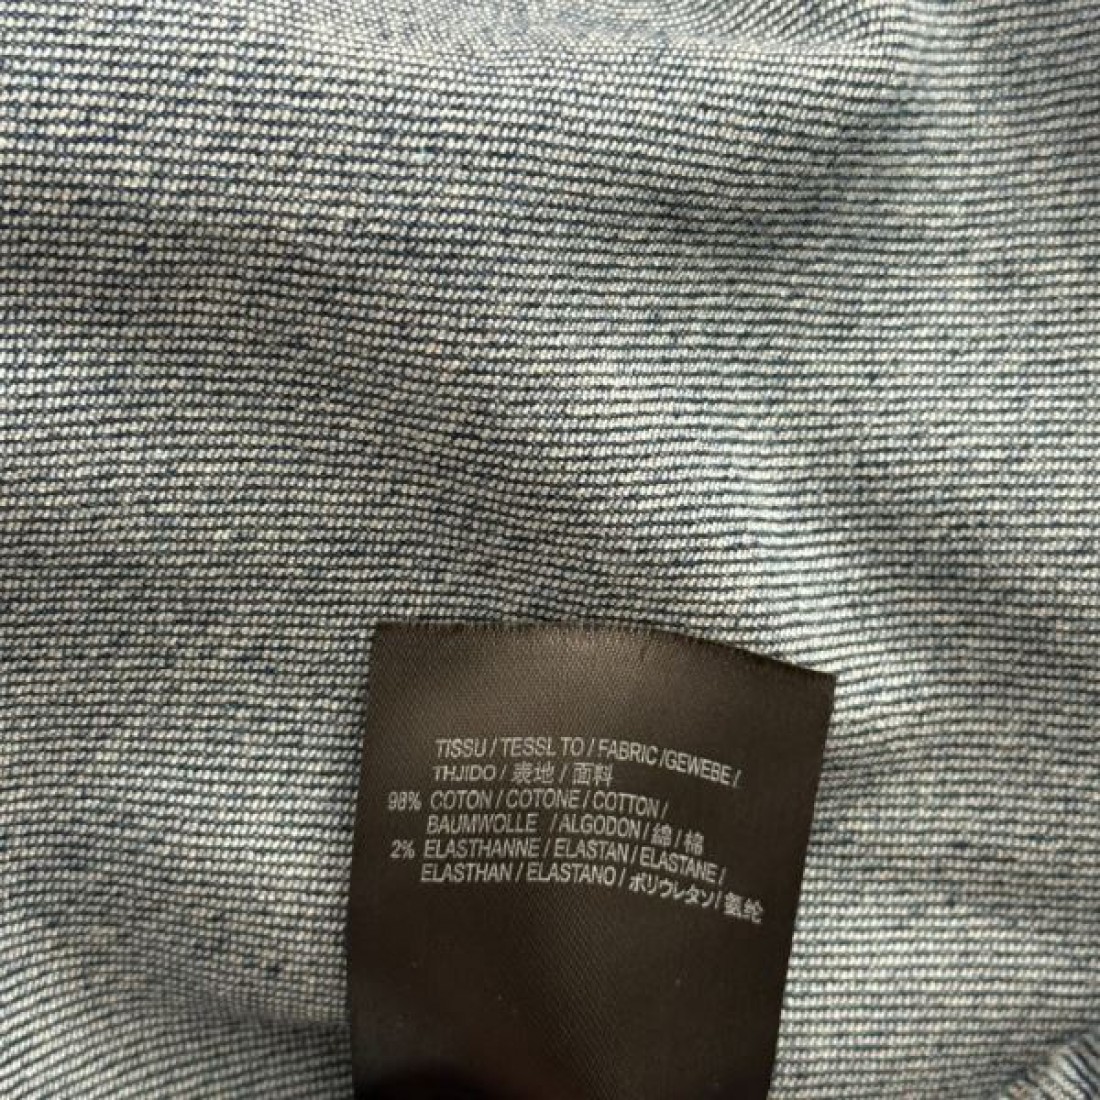 TISSU / TESSL TO / FABRIC /GEWEBE /
THJIDO / 表地 / 面料
98% COTON / COTONE / COTTON /
BAUMWOLLE / ALGODON / 綿 / 棉
2% ELASTHANNE / ELASTAN / ELASTANE /
ELASTHAN / ELASTANO / ポリウレタン / 氨纶